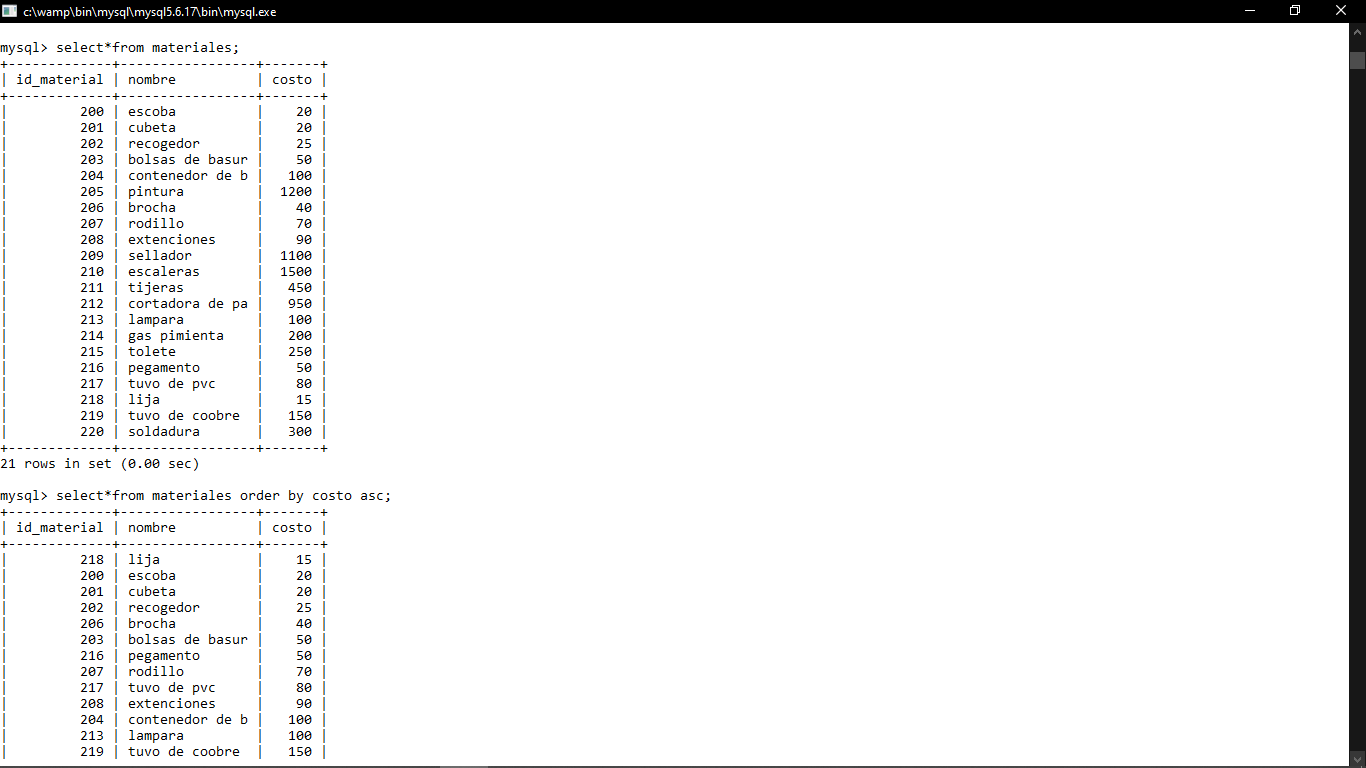 c:\wamp\bin\mysql\mysql5.6.17\bin\mysql.exe
mysql> select*from materiales;
+-------------+-----------------+-------+
| id_material | nombre          | costo |
+-------------+-----------------+-------+
|         200 | escoba          |    20 |
|         201 | cubeta          |    20 |
|         202 | recogedor       |    25 |
|         203 | bolsas de basur |    50 |
|         204 | contenedor de b |   100 |
|         205 | pintura         |  1200 |
|         206 | brocha          |    40 |
|         207 | rodillo         |    70 |
|         208 | extenciones     |    90 |
|         209 | sellador        |  1100 |
|         210 | escaleras       |  1500 |
|         211 | tijeras         |   450 |
|         212 | cortadora de pa |   950 |
|         213 | lampara         |   100 |
|         214 | gas pimienta    |   200 |
|         215 | tolete          |   250 |
|         216 | pegamento       |    50 |
|         217 | tuvo de pvc     |    80 |
|         218 | lija            |    15 |
|         219 | tuvo de coobre  |   150 |
|         220 | soldadura       |   300 |
+-------------+-----------------+-------+
21 rows in set (0.00 sec)
mysql> select*from materiales order by costo asc;
+-------------+-----------------+-------+
| id_material | nombre          | costo |
+-------------+-----------------+-------+
|         218 | lija            |    15 |
|         200 | escoba          |    20 |
|         201 | cubeta          |    20 |
|         202 | recogedor       |    25 |
|         206 | brocha          |    40 |
|         203 | bolsas de basur |    50 |
|         216 | pegamento       |    50 |
|         207 | rodillo         |    70 |
|         217 | tuvo de pvc     |    80 |
|         208 | extenciones     |    90 |
|         204 | contenedor de b |   100 |
|         213 | lampara         |   100 |
|         219 | tuvo de coobre  |   150 |